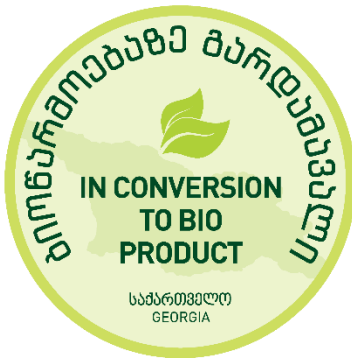 ბიოწარმოებაზე გარდამავალი
IN CONVERSION
TO BIO
PRODUCT
საქართველო
GEORGIA